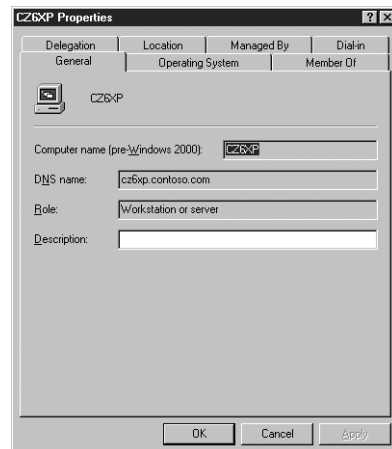 CZ6XP Properties
Delegation Location Managed By Dial-in
General Operating System Member Of
CZ6XP
Computer name (pre-Windows 2000): CZ6XP
DNS name: cz6xp.contoso.com
Role: Workstation or server
Description:
OK Cancel Apply